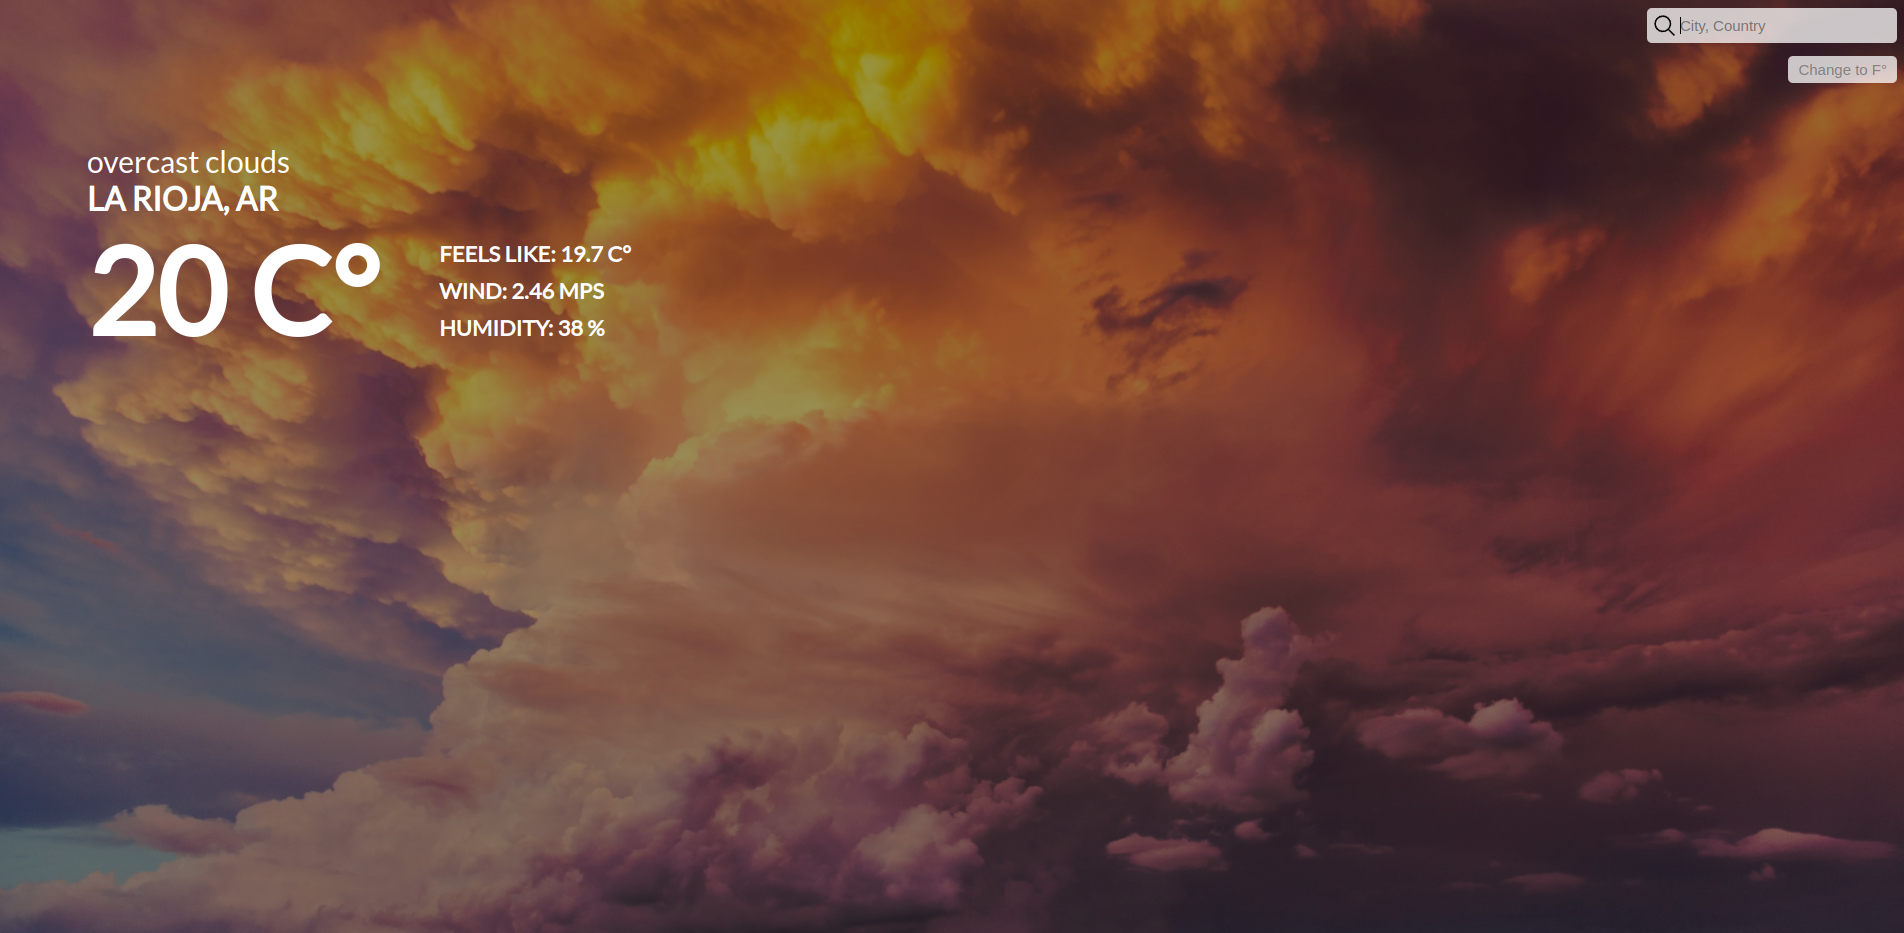 City, Country
Change to F°
overcast clouds
LA RIOJA, AR
20 C°
FEELS LIKE: 19.7 C°
WIND: 2.46 MPS
HUMIDITY: 38 %